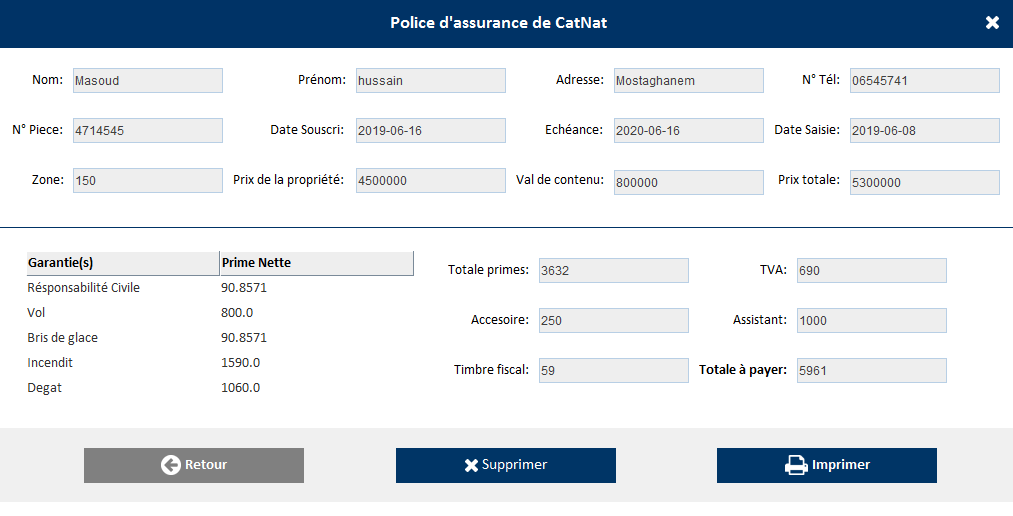 Police d'assurance de CatNat
Nom: Masoud Prénom: hussain Adresse: Mostaghanem N° Tél: 06545741
N° Piece: 4714545 Date Souscri: 2019-06-16 Echéance: 2020-06-16 Date Saisie: 2019-06-08
Zone: 150 Prix de la propriété: 4500000 Val de contenu: 800000 Prix totale: 5300000
Garantie(s) Prime Nette
Résponsabilité Civile 90.8571
Vol 800.0
Bris de glace 90.8571
Incendit 1590.0
Degat 1060.0
Totale primes: 3632 TVA: 690
Accesoire: 250 Assistant: 1000
Timbre fiscal: 59 Totale à payer: 5961
Retour Supprimer Imprimer